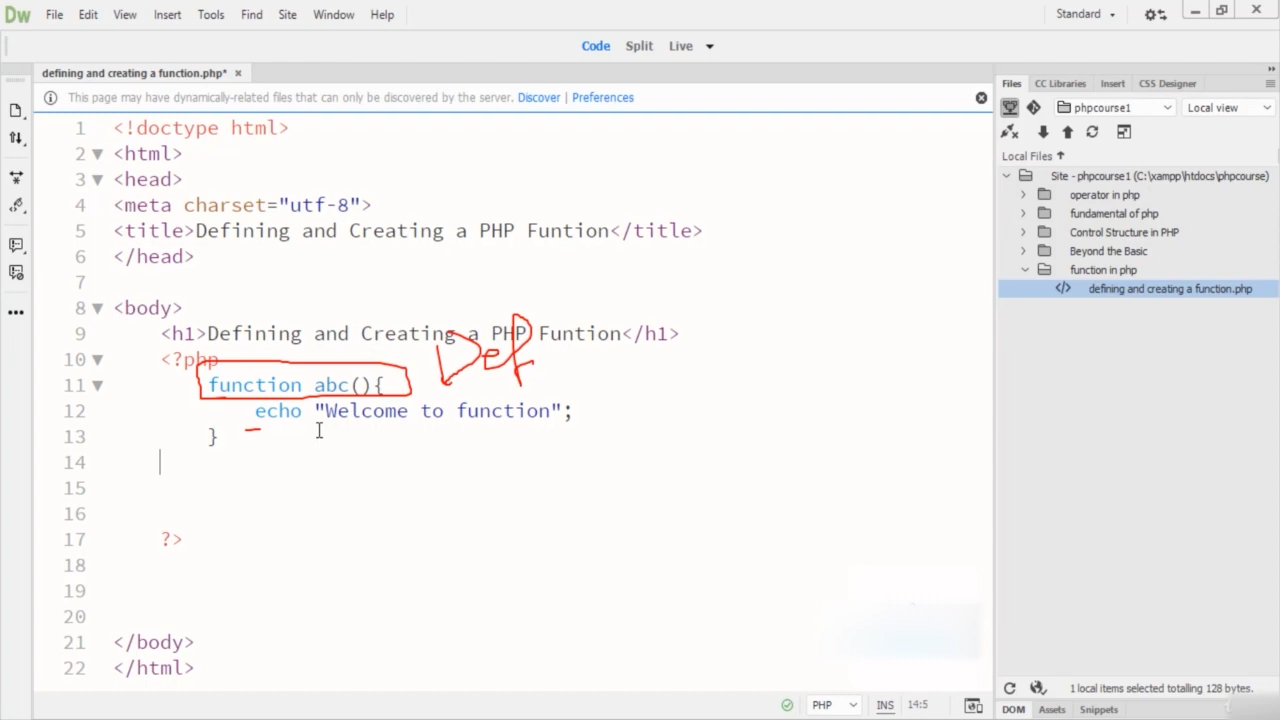 Dw File Edit View Insert Tools Find Site Window Help Standard
Code Split Live
defining and creating a function.php* ×
This page may have dynamically-related files that can only be discovered by the server. Discover | Preferences
1 <!doctype html>
2 <html>
3 <head>
4 <meta charset="utf-8">
5 <title>Defining and Creating a PHP Funtion</title>
6 </head>
7
8 <body>
9 <h1>Defining and Creating a PHP Funtion</h1>
10 <?php
Def
11 function abc(){
12 echo "Welcome to function";
13 }
14
15
16
17 ?>
18
19
20
21 </body>
22 </html>
PHP INS 14:5
Files CC Libraries Insert CSS Designer
phpcourse1 Local view
Local Files
Site - phpcourse1 (C:\xampp\htdocs\phpcourse)
operator in php
fundamental of php
Control Structure in PHP
Beyond the Basic
function in php
</> defining and creating a function.php
1 local items selected totalling 128 bytes.
DOM Assets Snippets